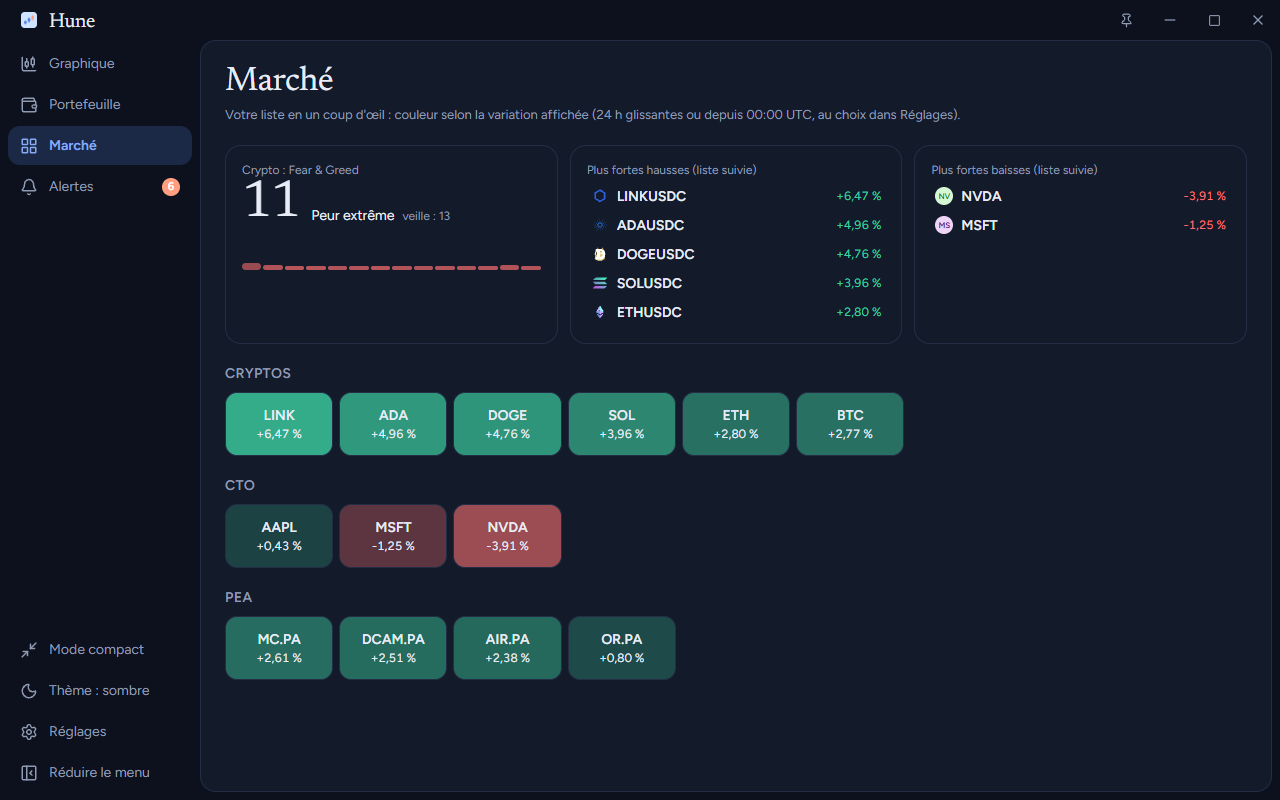 Hune
Graphique
Portefeuille
Marché
Alertes 6
Mode compact
Thème : sombre
Réglages
Réduire le menu
Marché
Votre liste en un coup d'œil : couleur selon la variation affichée (24 h glissantes ou depuis 00:00 UTC, au choix dans Réglages).
Crypto : Fear & Greed
11 Peur extrême veille : 13
Plus fortes hausses (liste suivie)
LINKUSDC +6,47 %
ADAUSDC +4,96 %
DOGEUSDC +4,76 %
SOLUSDC +3,96 %
ETHUSDC +2,80 %
Plus fortes baisses (liste suivie)
NV NVDA -3,91 %
MS MSFT -1,25 %
CRYPTOS
LINK
+6,47 %
ADA
+4,96 %
DOGE
+4,76 %
SOL
+3,96 %
ETH
+2,80 %
BTC
+2,77 %
CTO
AAPL
+0,43 %
MSFT
-1,25 %
NVDA
-3,91 %
PEA
MC.PA
+2,61 %
DCAM.PA
+2,51 %
AIR.PA
+2,38 %
OR.PA
+0,80 %